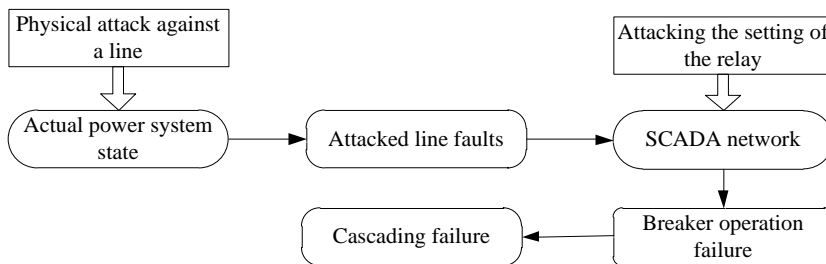 Physical attack against
a line
Attacking the setting of
the relay
Actual power system
state
Attacked line faults
SCADA network
Cascading failure
Breaker operation
failure